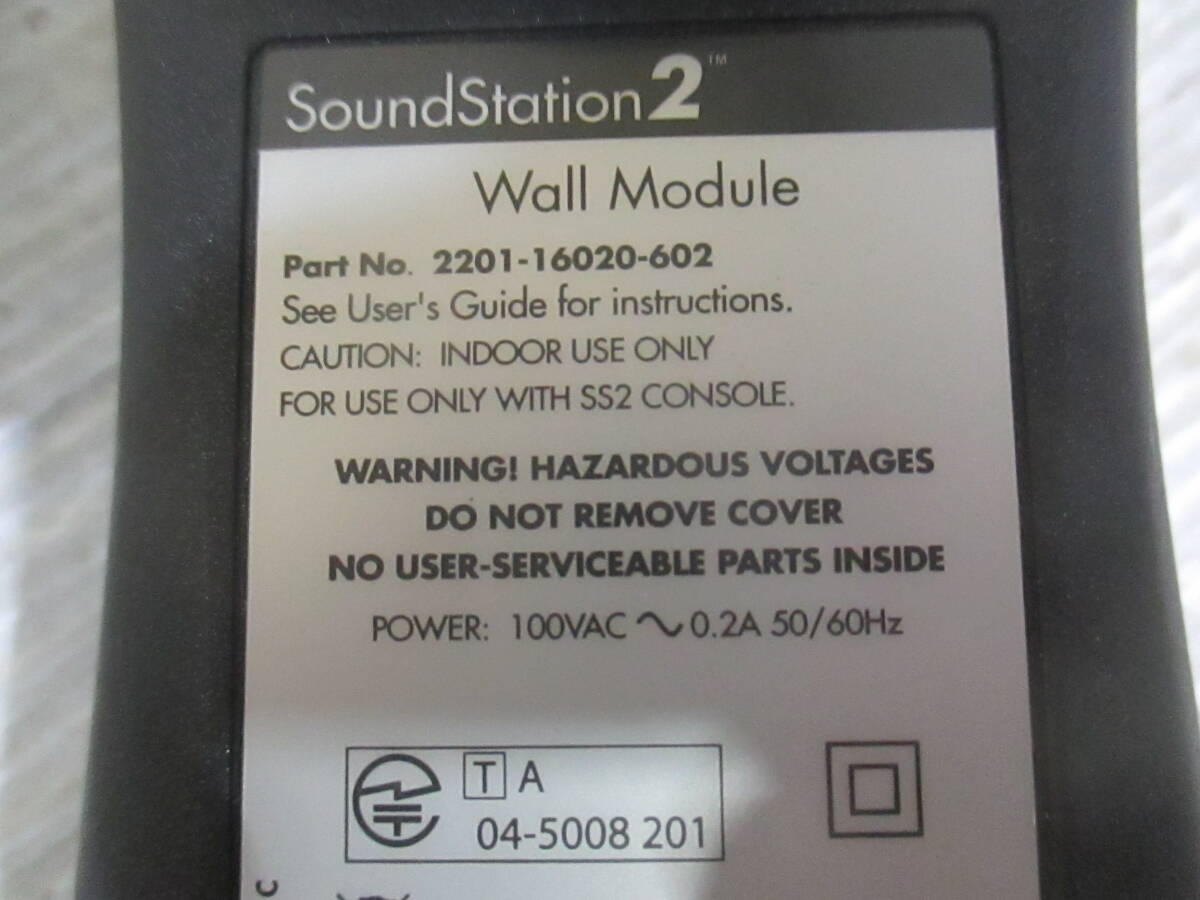 SoundStation2™
Wall Module
Part No. 2201-16020-602
See User's Guide for instructions.
CAUTION: INDOOR USE ONLY
FOR USE ONLY WITH SS2 CONSOLE.
WARNING! HAZARDOUS VOLTAGES
DO NOT REMOVE COVER
NO USER-SERVICEABLE PARTS INSIDE
POWER: 100VAC ~ 0.2A 50/60Hz
T A
04-5008 201